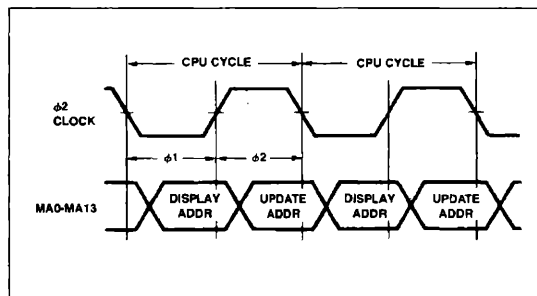 CPU CYCLE CPU CYCLE
ϕ2
CLOCK
ϕ1 ϕ2
MA0-MA13
DISPLAY UPDATE DISPLAY UPDATE
ADDR ADDR ADDR ADDR